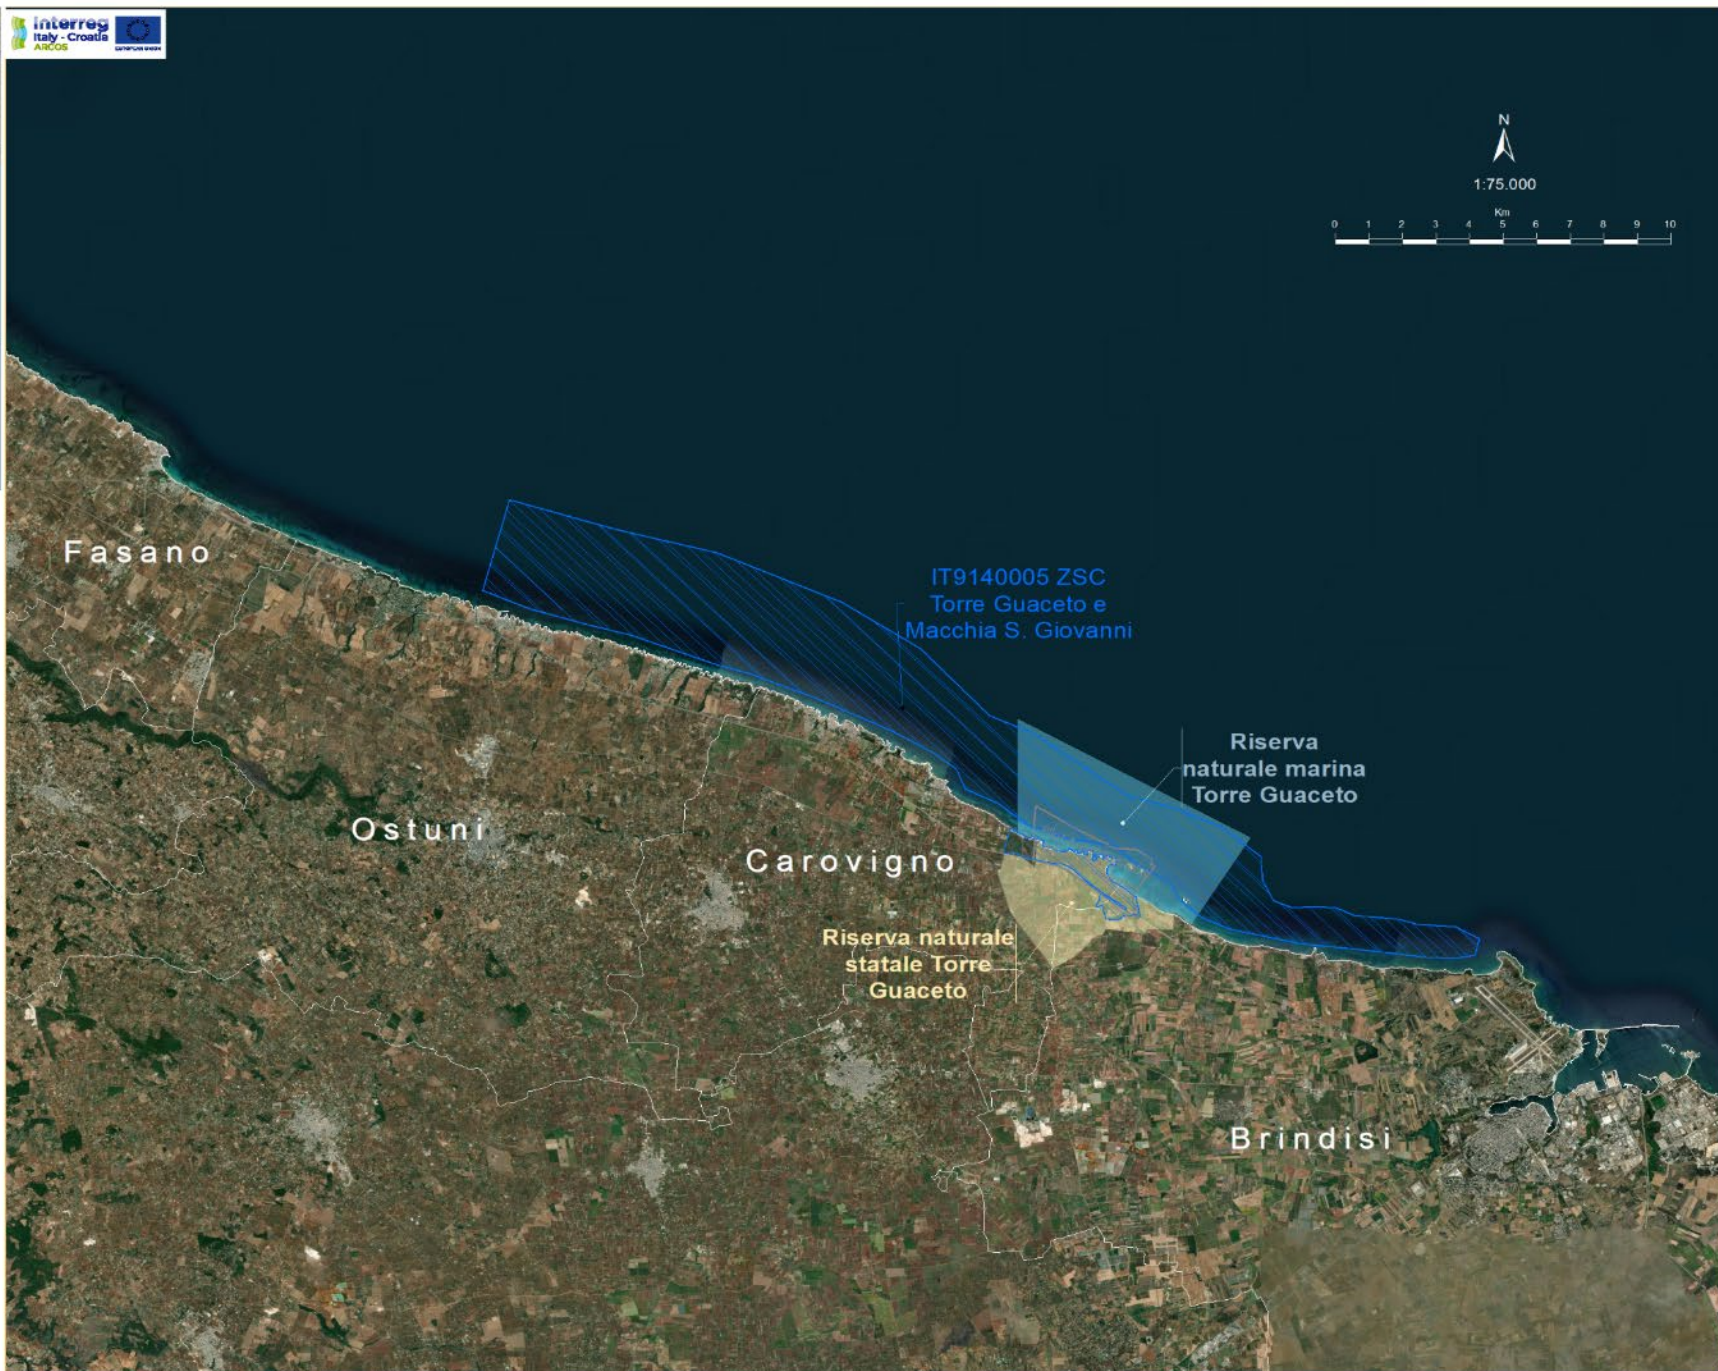 Interreg
Italy - Croatia
ARCOS
EUROPEAN UNION
N
1:75.000
Km
0 1 2 3 4 5 6 7 8 9 10
Fasano
IT9140005 ZSC
Torre Guaceto e
Macchia S. Giovanni
Riserva
naturale marina
Torre Guaceto
Ostuni
Carovigno
Riserva naturale
statale Torre
Guaceto
Brindisi